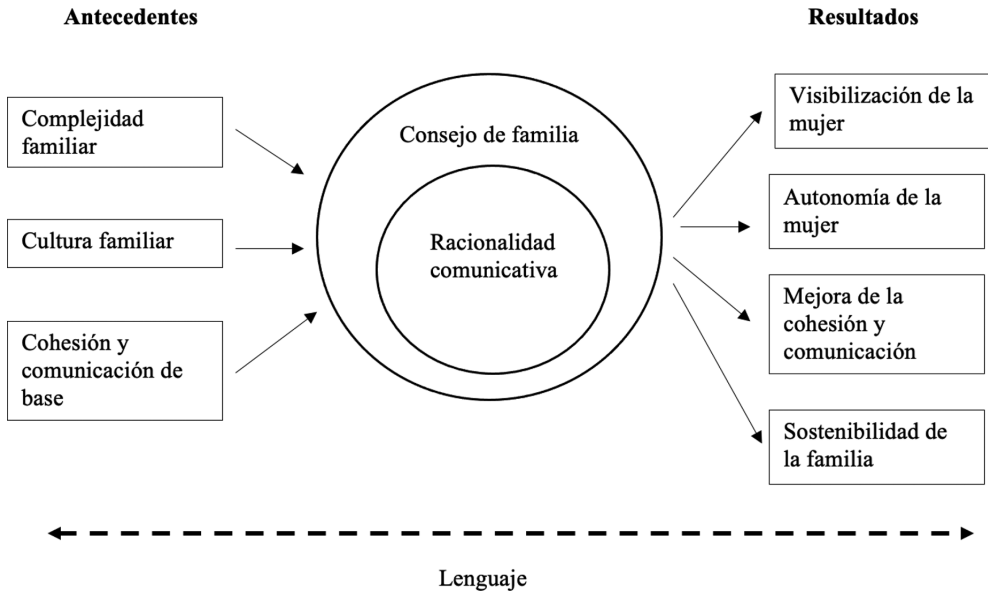 Antecedentes
Resultados
Complejidad
familiar
Cultura familiar
Cohesión y
comunicación de
base
Consejo de familia
Racionalidad
comunicativa
Visibilización de la
mujer
Autonomía de la
mujer
Mejora de la
cohesión y
comunicación
Sostenibilidad de
la familia
Lenguaje